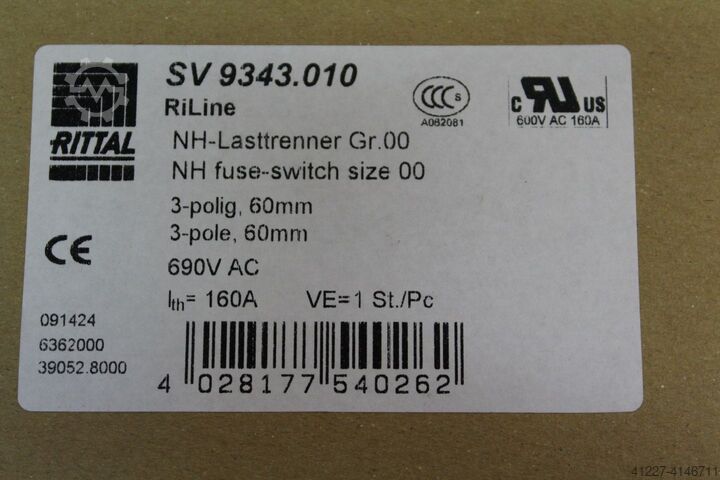 SV 9343.010
RiLine
RITTAL
CCC S
A082081
C RU US
600V AC 160A
NH-Lasttrenner Gr.00
NH fuse-switch size 00
3-polig, 60mm
3-pole, 60mm
CE
690V AC
Ith= 160A VE=1 St./Pc
091424
6362000
39052.8000
4 028177 540262
41227-4146711